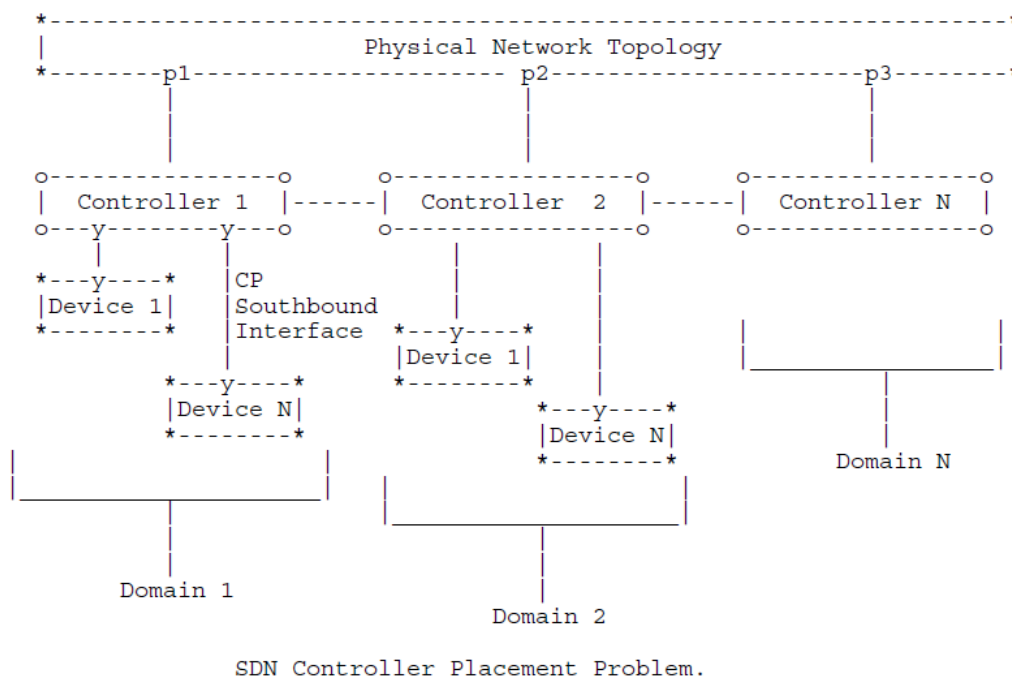 Physical Network Topology
p1 p2 p3
Controller 1 Controller 2 Controller N
y y
y CP
Device 1 Southbound
Interface y
Device 1
y
Device N y
Device N
Domain N
Domain 1
Domain 2
SDN Controller Placement Problem.